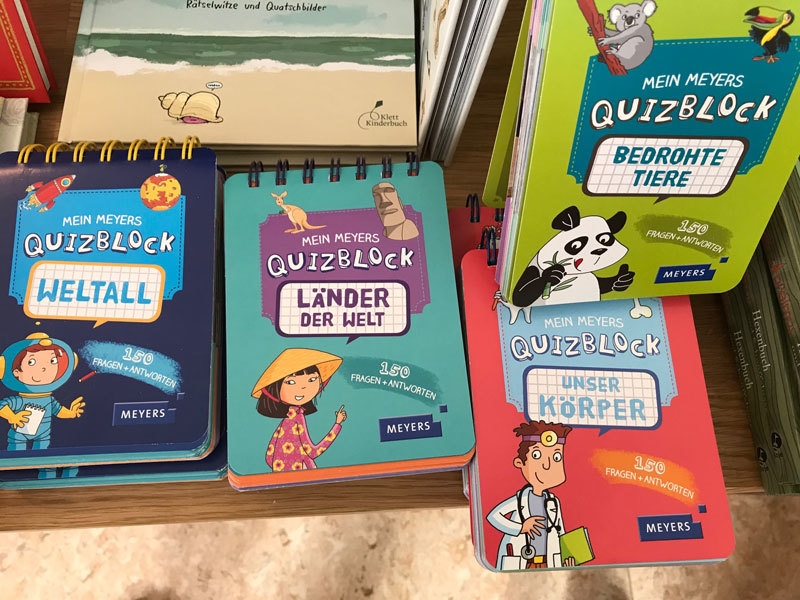 Rätselwitze und Quatschbilder
Klett
Kinderbuch
MEIN MEYERS
QUIZBLOCK
WELTALL
150
FRAGEN + ANTWORTEN
MEYERS
MEIN MEYERS
QUIZBLOCK
LÄNDER
DER WELT
150
FRAGEN + ANTWORTEN
MEYERS
MEIN MEYERS
QUIZBLOCK
BEDROHTE
TIERE
150
FRAGEN + ANTWORTEN
MEYERS
MEIN MEYERS
QUIZBLOCK
UNSER
KÖRPER
150
FRAGEN + ANTWORTEN
MEYERS
Hexenbuch
Hexenbuch